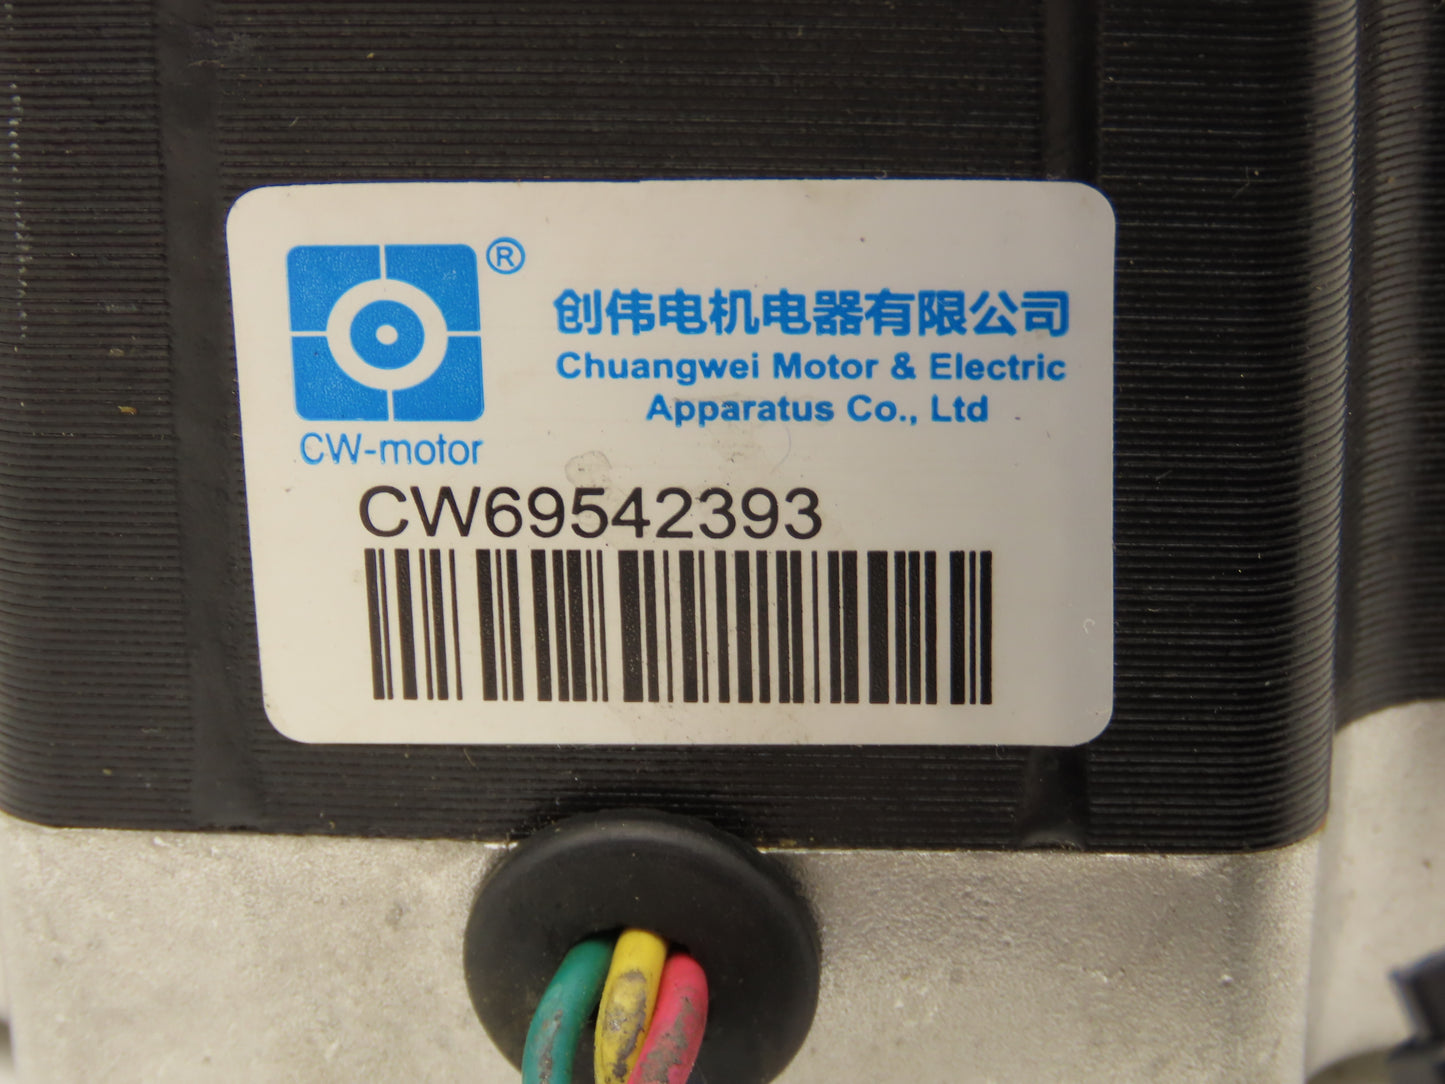 ®
创伟电机电器有限公司
Chuangwei Motor & Electric
Apparatus Co., Ltd
CW-motor
CW69542393